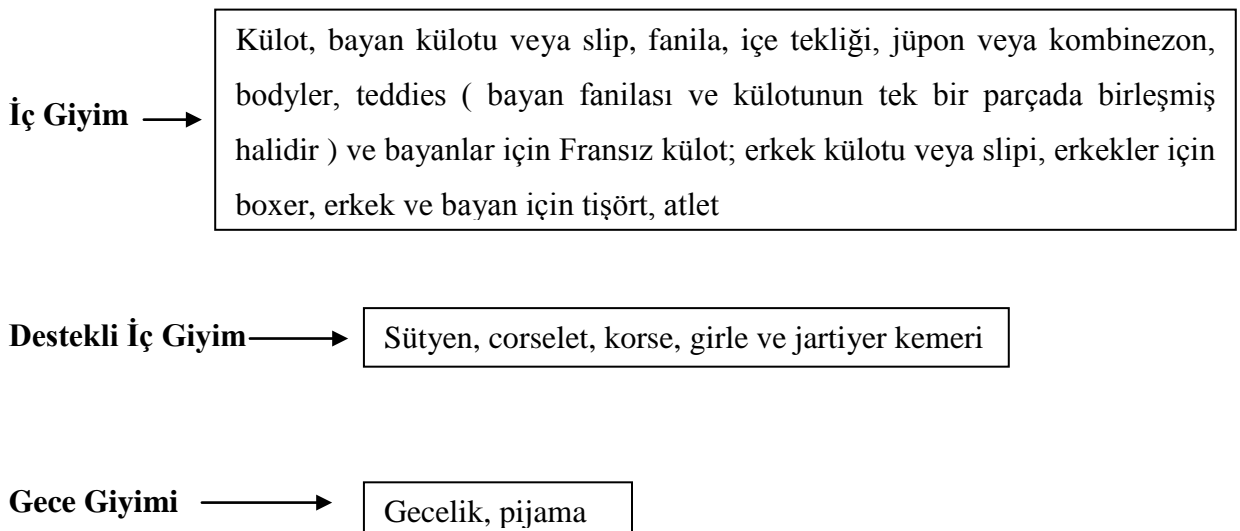 Külot, bayan külotu veya slip, fanila, içe tekliği, jüpon veya kombinezon,
bodyler, teddies ( bayan fanilası ve külotunun tek bir parçada birleşmiş
İç Giyim
halidir ) ve bayanlar için Fransız külot; erkek külotu veya slipi, erkekler için
boxer, erkek ve bayan için tişört, atlet
Destekli İç Giyim
Sütyen, corselet, korse, girle ve jartiyer kemeri
Gece Giyimi
Gecelik, pijama